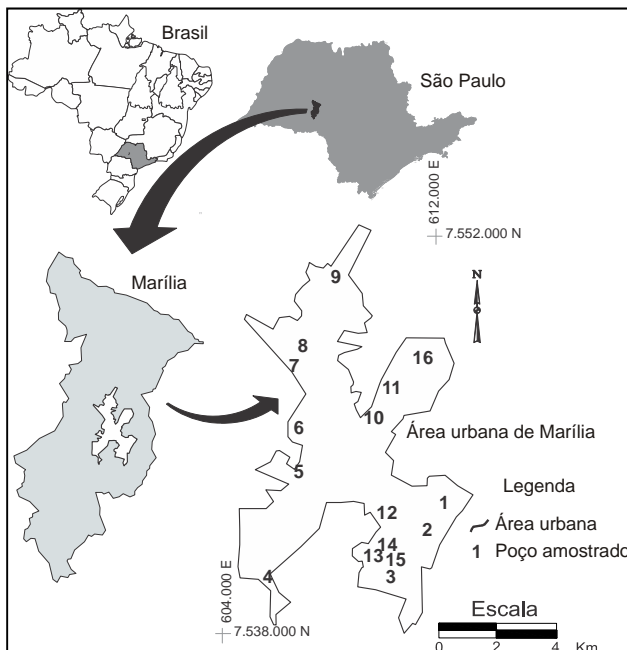 Brasil
São Paulo
612.000 E
7.552.000 N
Marília
N
9
8
7
16
11
10
6
Área urbana de Marília
5
Legenda
1
12
2
Área urbana
14
13
15
1 Poço amostrado
4
3
604.000 E
7.538.000 N
Escala
0 2 4 Km